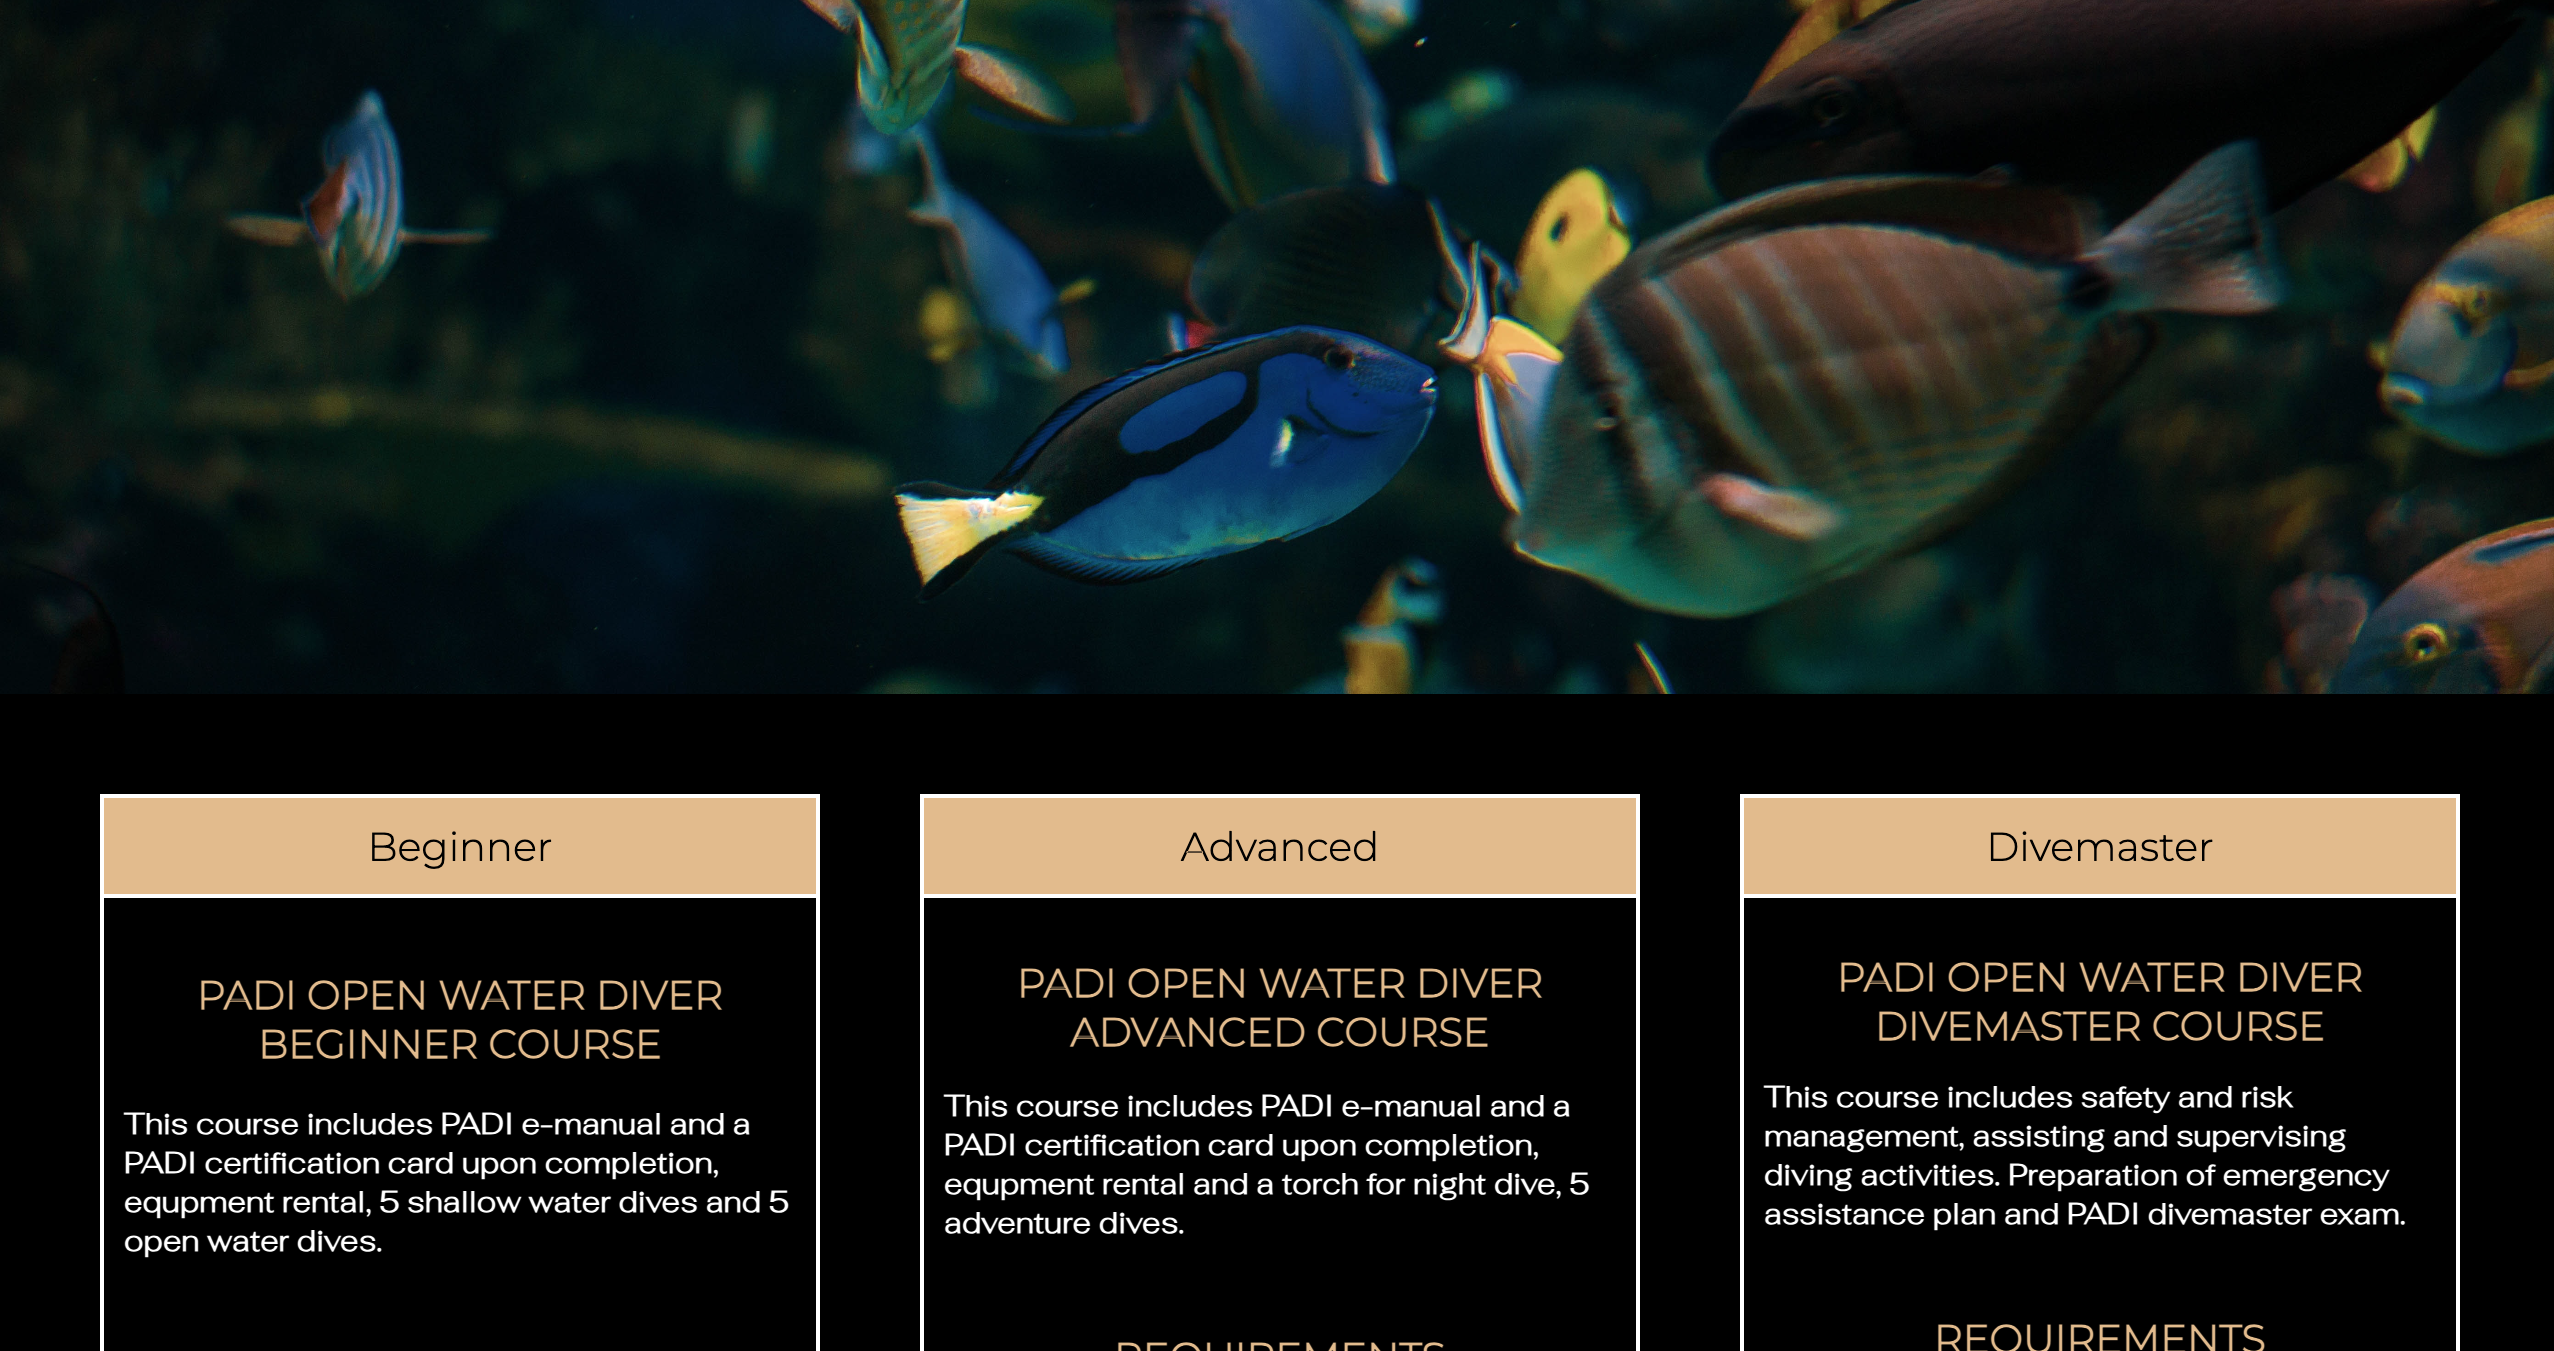 Beginner
PADI OPEN WATER DIVER
BEGINNER COURSE
This course includes PADI e-manual and a
PADI certification card upon completion,
equpment rental, 5 shallow water dives and 5
open water dives.
Advanced
PADI OPEN WATER DIVER
ADVANCED COURSE
This course includes PADI e-manual and a
PADI certification card upon completion,
equpment rental and a torch for night dive, 5
adventure dives.
REQUIREMENTS
Divemaster
PADI OPEN WATER DIVER
DIVEMASTER COURSE
This course includes safety and risk
management, assisting and supervising
diving activities. Preparation of emergency
assistance plan and PADI divemaster exam.
REQUIREMENTS